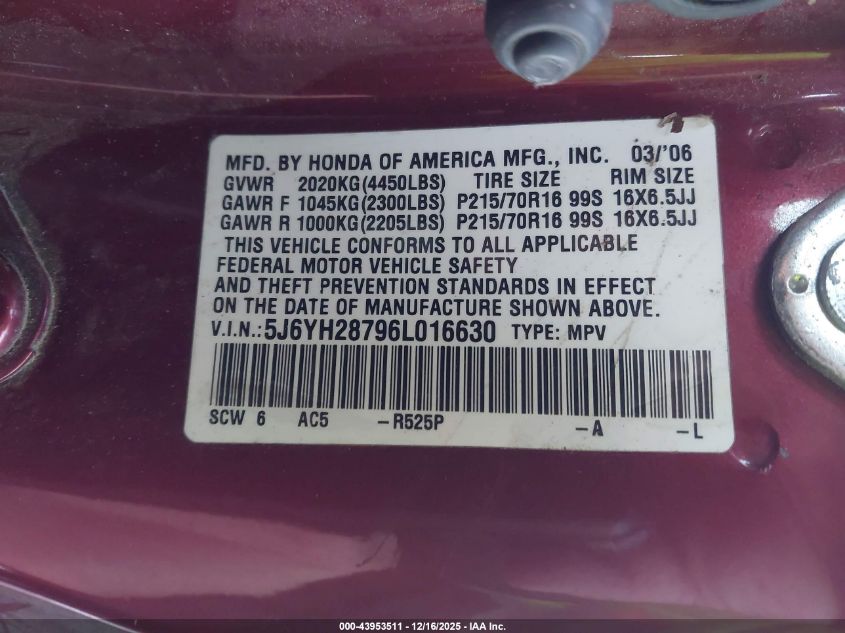 MFD. BY HONDA OF AMERICA MFG., INC. 03/'06
GVWR 2020KG(4450LBS) TIRE SIZE RIM SIZE
GAWR F 1045KG(2300LBS) P215/70R16 99S 16X6.5JJ
GAWR R 1000KG(2205LBS) P215/70R16 99S 16X6.5JJ
THIS VEHICLE CONFORMS TO ALL APPLICABLE
FEDERAL MOTOR VEHICLE SAFETY
AND THEFT PREVENTION STANDARDS IN EFFECT
ON THE DATE OF MANUFACTURE SHOWN ABOVE.
V.I.N.:5J6YH28796L016630 TYPE: MPV
SCW 6 AC5 -R525P -A -L
000-43953511 - 12/16/2025 - IAA Inc.